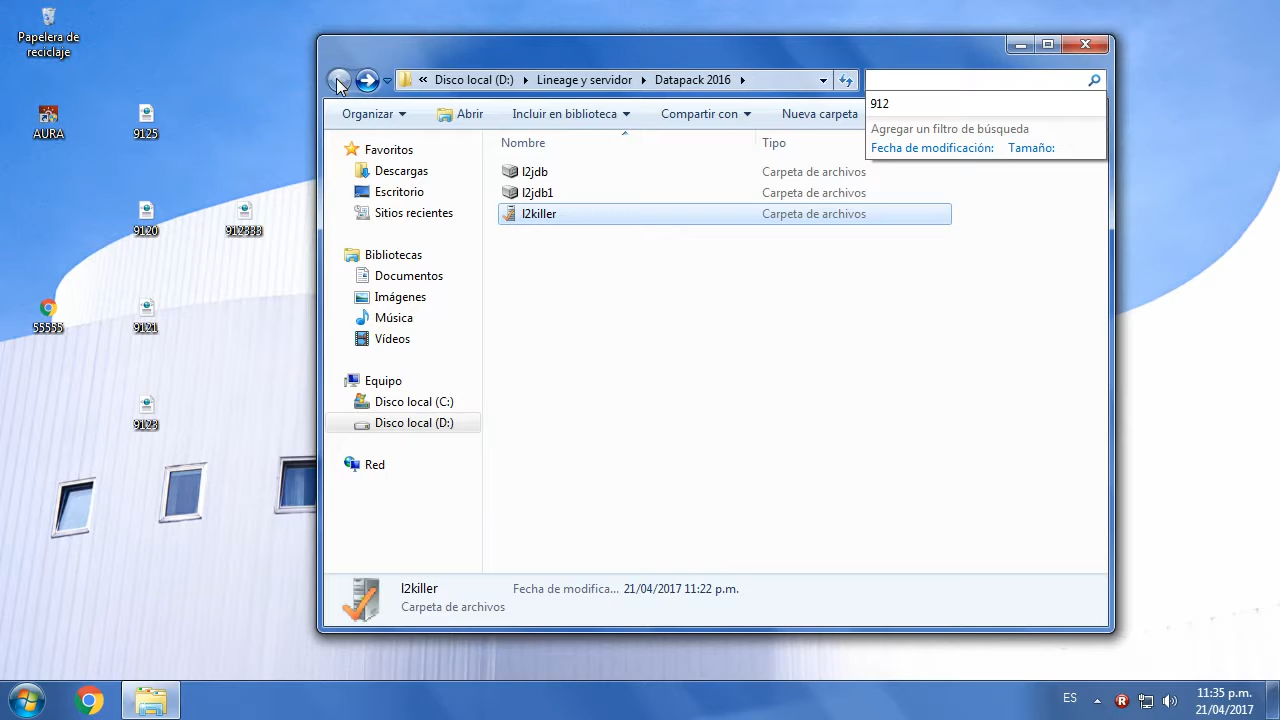 Papelera de
reciclaje
AURA
9125
9120
912333
55555
9121
9123
« Disco local (D:) Lineage y servidor Datapack 2016
912
Agregar un filtro de búsqueda
Fecha de modificación: Tamaño:
Organizar Abrir Incluir en biblioteca Compartir con Nueva carpeta
Favoritos
Descargas
Escritorio
Sitios recientes
Bibliotecas
Documentos
Imágenes
Música
Vídeos
Equipo
Disco local (C:)
Disco local (D:)
Red
Nombre Tipo
l2jdb Carpeta de archivos
l2jdb1 Carpeta de archivos
l2killer Carpeta de archivos
l2killer Fecha de modifica... 21/04/2017 11:22 p.m.
Carpeta de archivos
ES R 11:35 p.m.
21/04/2017